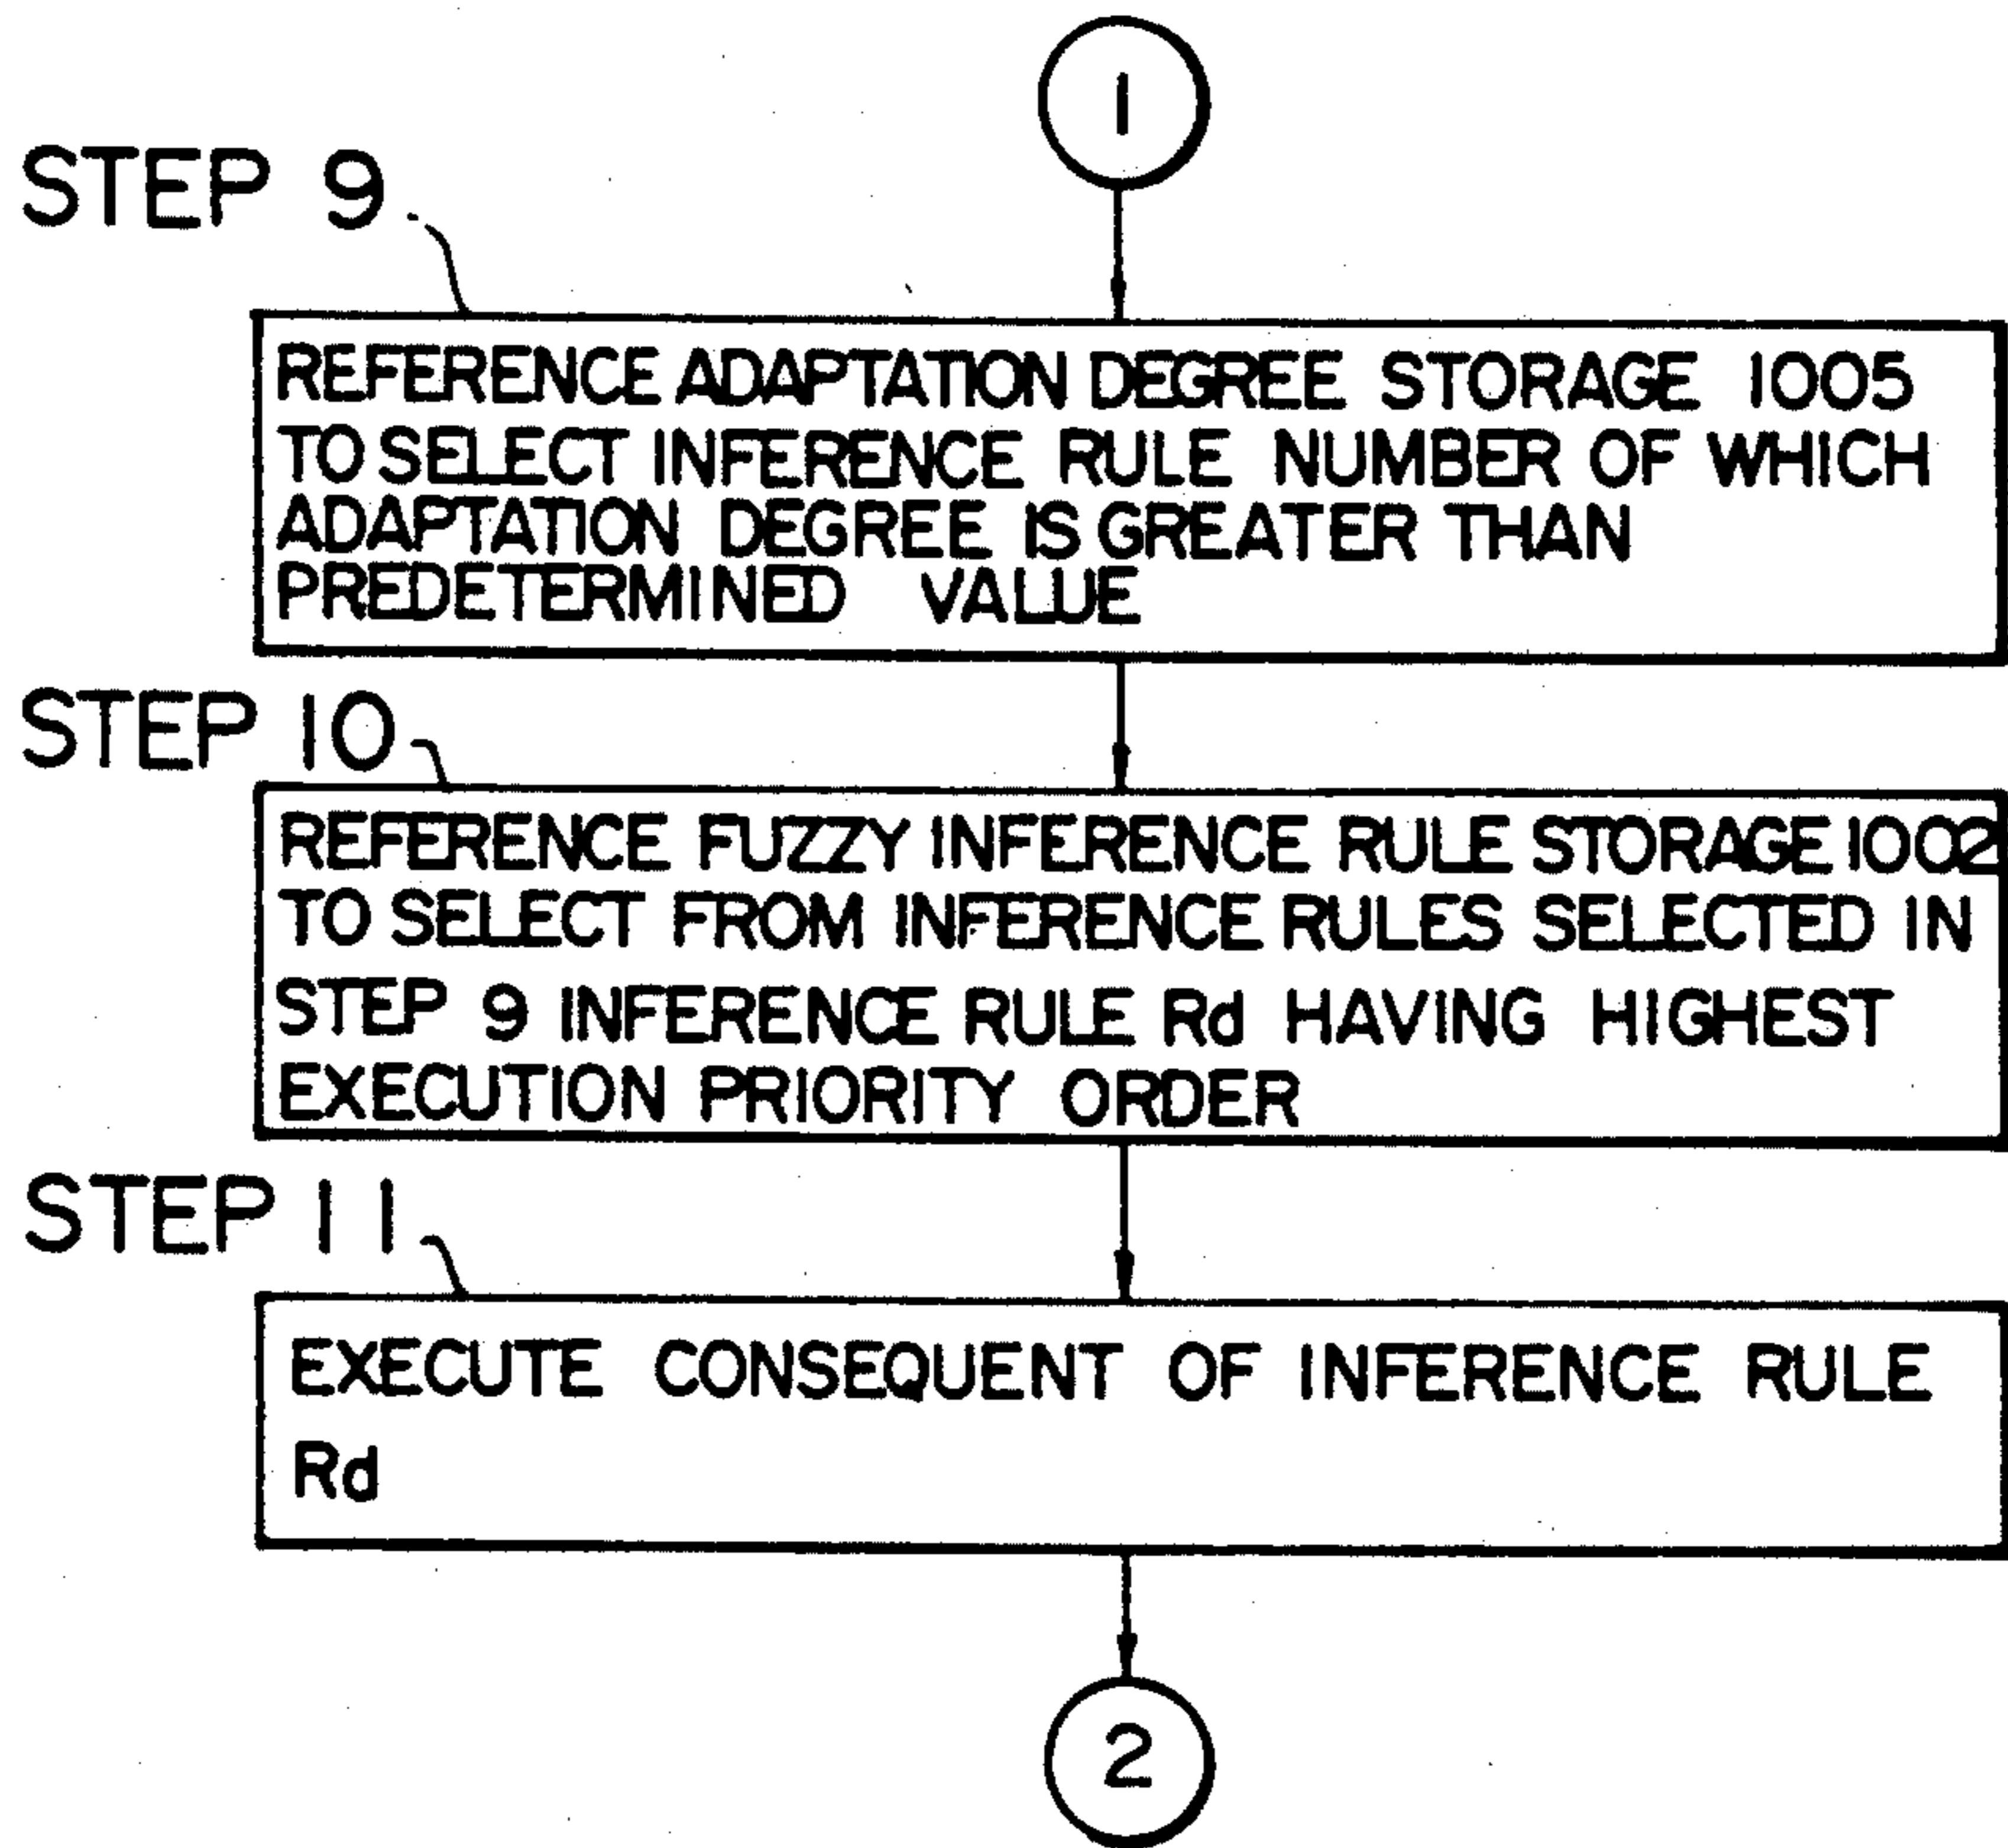 1
STEP 9
REFERENCE ADAPTATION DEGREE STORAGE 1005
TO SELECT INFERENCE RULE NUMBER OF WHICH
ADAPTATION DEGREE IS GREATER THAN
PREDETERMINED VALUE
STEP 10
REFERENCE FUZZY INFERENCE RULE STORAGE 1002
TO SELECT FROM INFERENCE RULES SELECTED IN
STEP 9 INFERENCE RULE Rd HAVING HIGHEST
EXECUTION PRIORITY ORDER
STEP 11
EXECUTE CONSEQUENT OF INFERENCE RULE
Rd
2